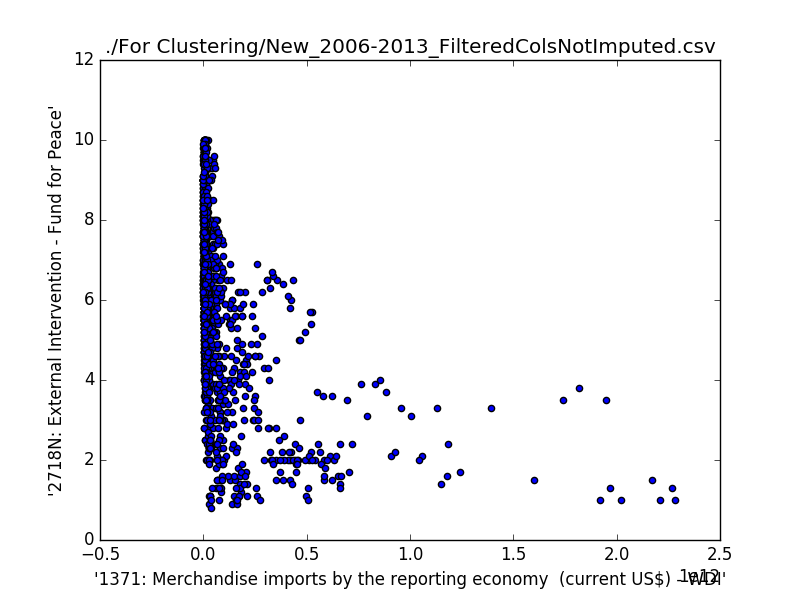 ./For Clustering/New_2006-2013_FilteredColsNotImputed.csv
12
10
8
6
4
2
0
'2718N: External Intervention - Fund for Peace'
−0.5 0.0 0.5 1.0 1.5 2.0 2.5
1e12
'1371: Merchandise imports by the reporting economy  (current US$) - WDI'